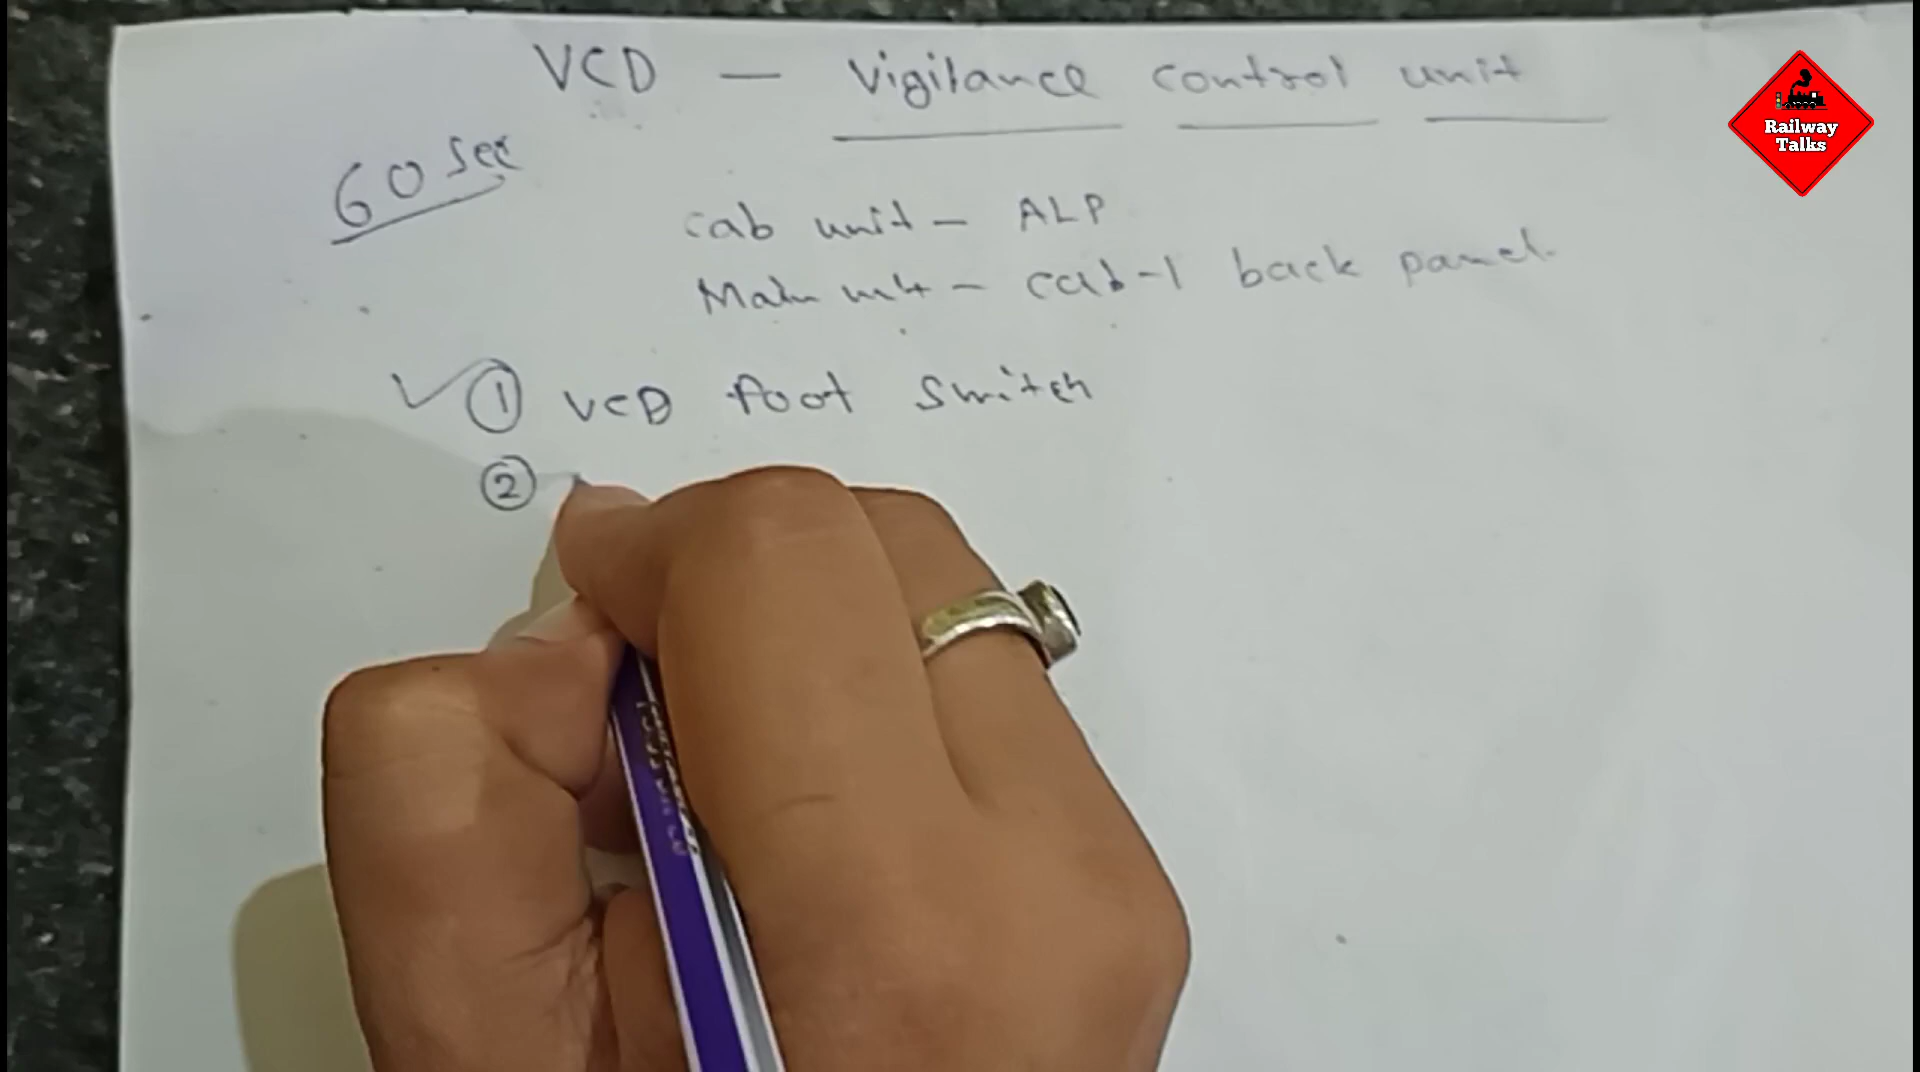 VCD — Vigilance control unit
60 Sec
Cab unit - ALP
Main unit - cab-1 back panel.
① VCD foot switch
②
Railway
Talks